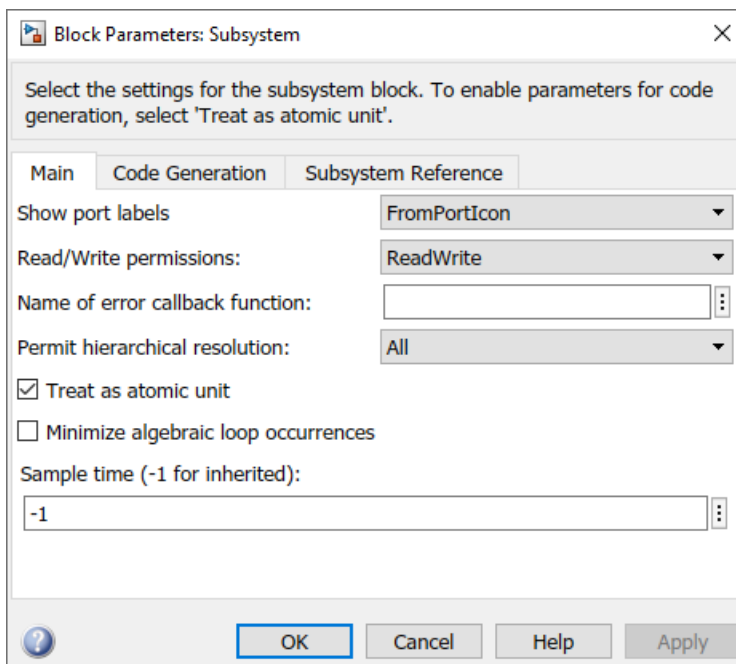 Block Parameters: Subsystem
Select the settings for the subsystem block. To enable parameters for code
generation, select 'Treat as atomic unit'.
Main Code Generation Subsystem Reference
Show port labels FromPortIcon
Read/Write permissions: ReadWrite
Name of error callback function:
Permit hierarchical resolution: All
Treat as atomic unit
Minimize algebraic loop occurrences
Sample time (-1 for inherited):
-1
? OK Cancel Help Apply